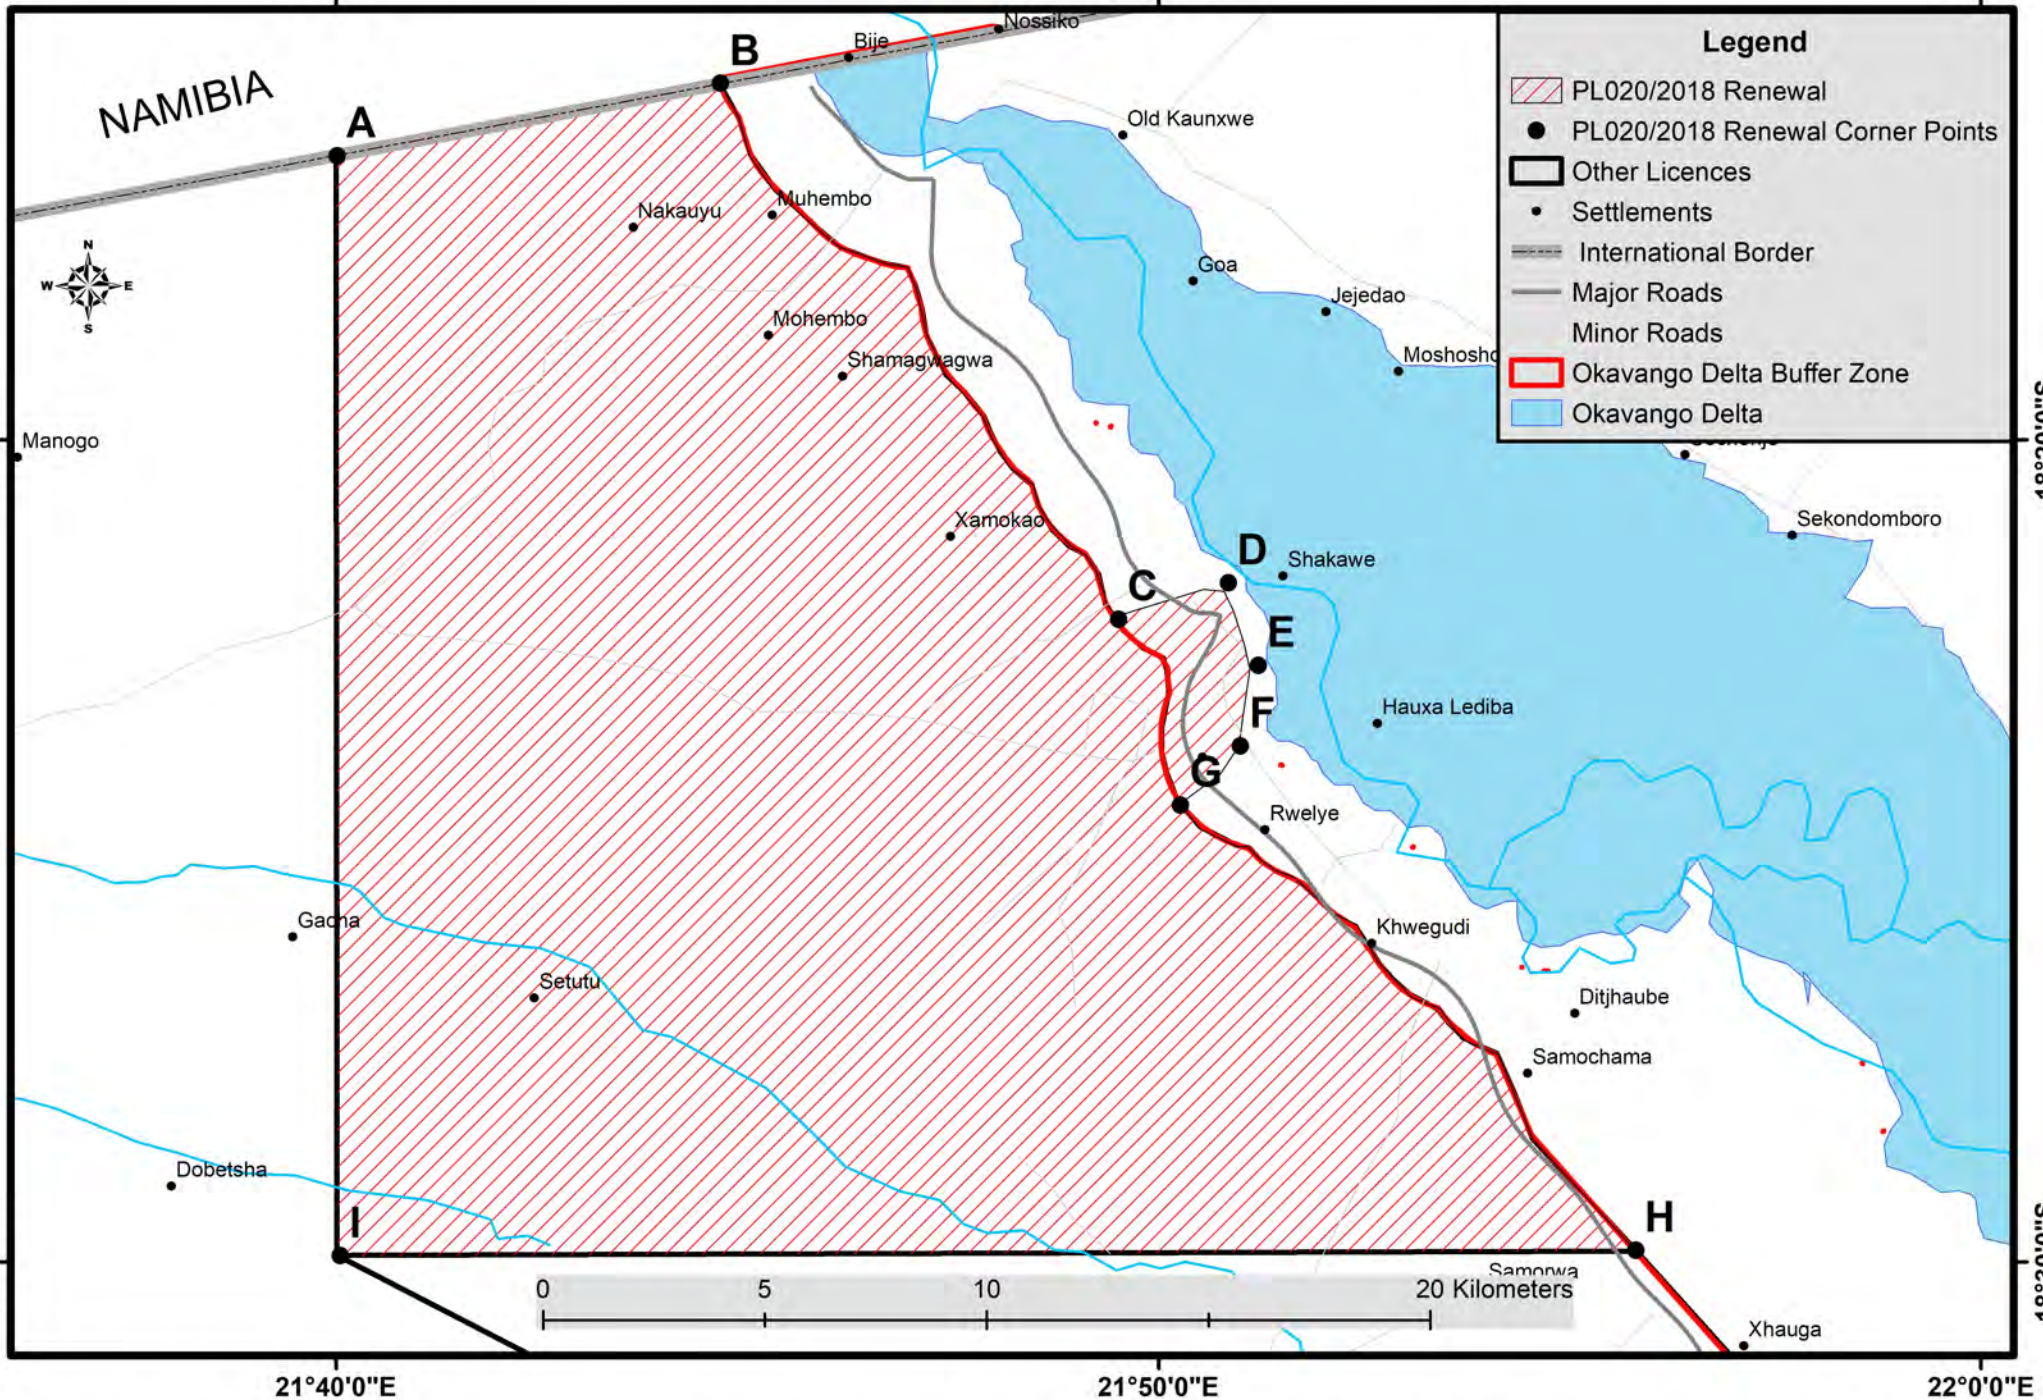 Nossiko
Bije
B
NAMIBIA
A
Old Kaunxwe
Legend
PL020/2018 Renewal
PL020/2018 Renewal Corner Points
Other Licences
Settlements
International Border
Major Roads
Minor Roads
Okavango Delta Buffer Zone
Okavango Delta
Nakauyu
Muhembo
N
W
E
S
Goa
Jejedao
Mohembo
Shamagwagwa
Moshosho
Manogo
Xamokao
Sekondomboro
D
Shakawe
C
E
Hauxa Lediba
F
G
Rwelye
Gadha
Khwegudi
Setutu
Ditjhaube
Samochama
Dobetsha
I
H
Samorwa
0 5 10 20 Kilometers
Xhauga
21°40'0"E 21°50'0"E 22°0'0"E